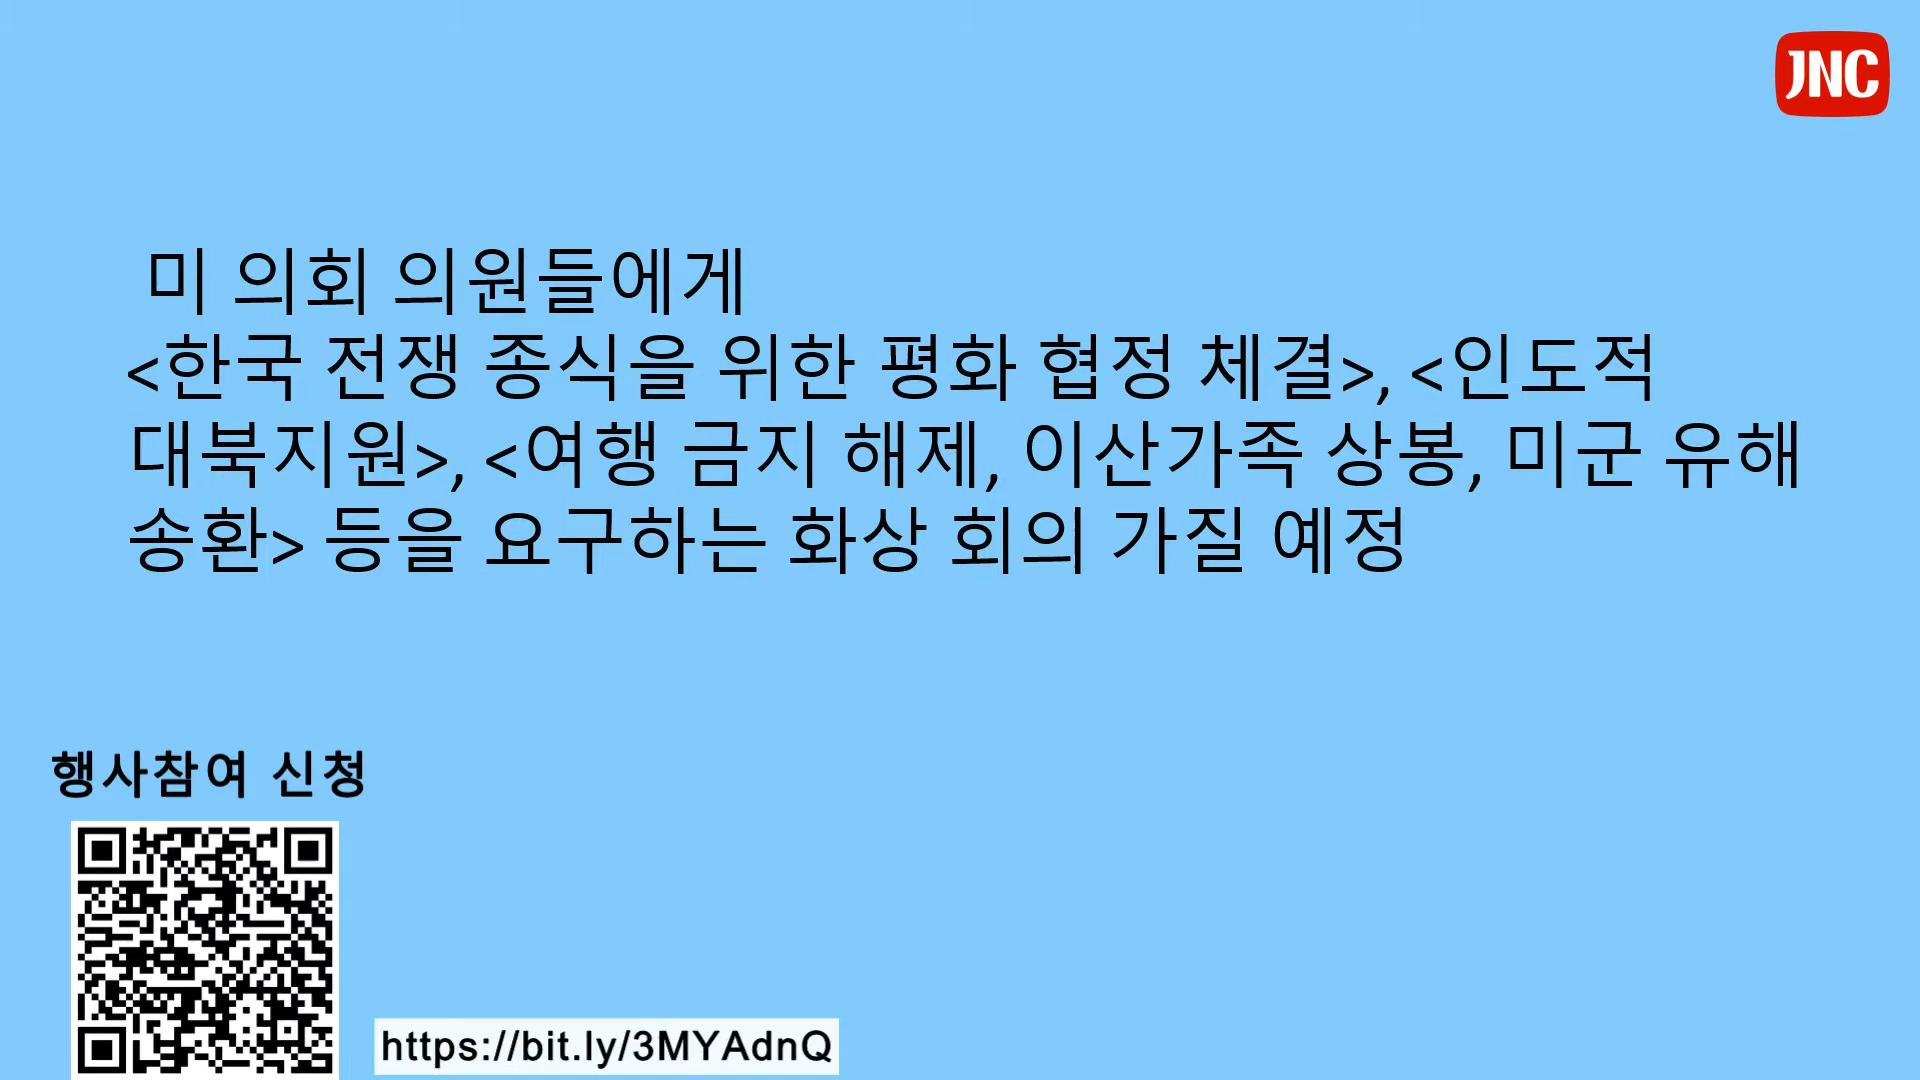 JNC
미 의회 의원들에게
<한국 전쟁 종식을 위한 평화 협정 체결>, <인도적
대북지원>, <여행 금지 해제, 이산가족 상봉, 미군 유해
송환> 등을 요구하는 화상 회의 가질 예정
행사참여 신청
https://bit.ly/3MYAdnQ